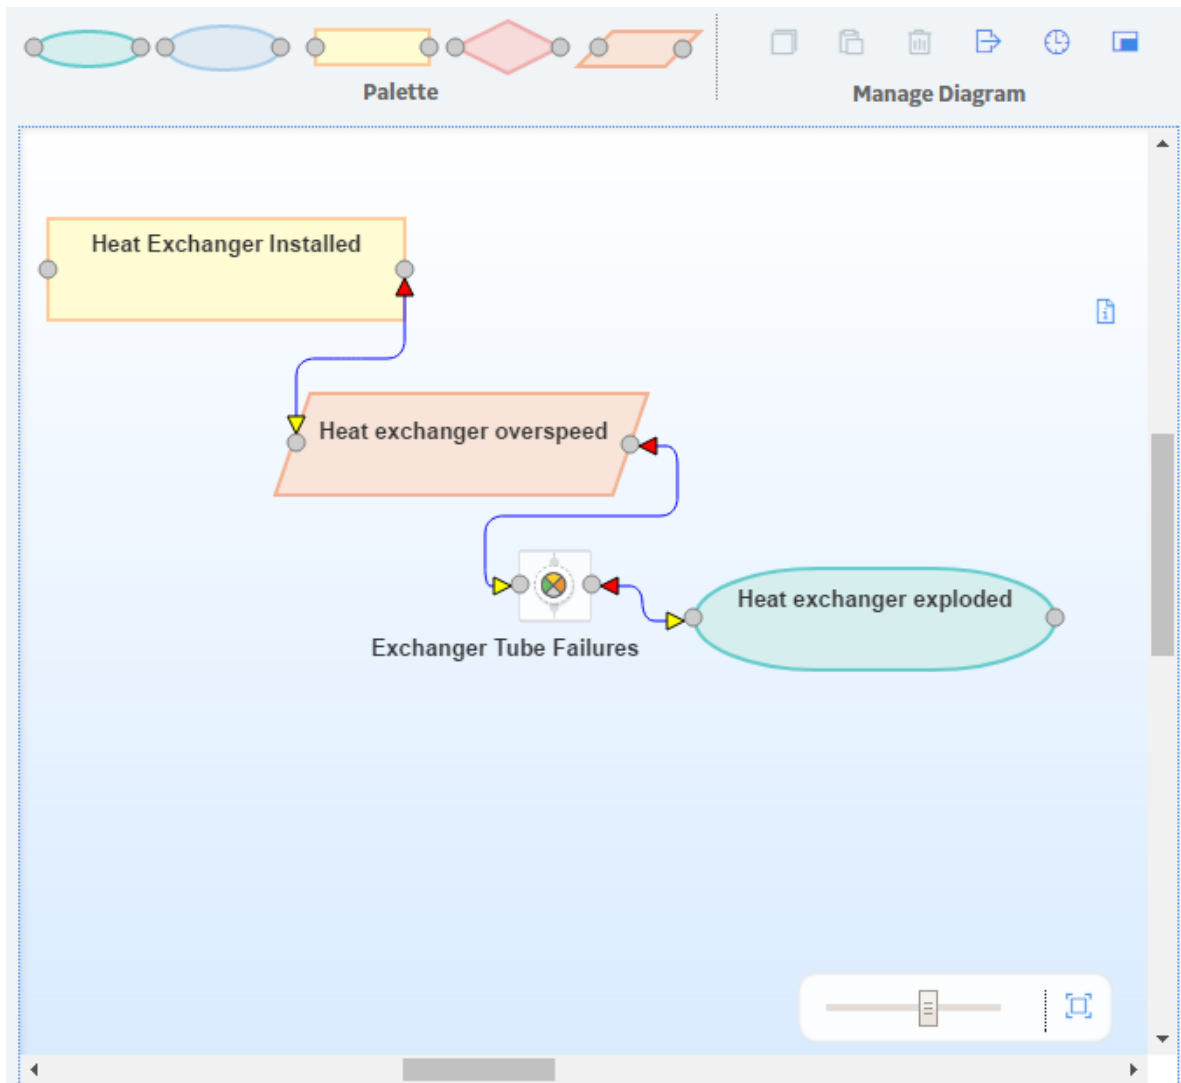 Palette
Manage Diagram
Heat Exchanger Installed
Heat exchanger overspeed
Exchanger Tube Failures
Heat exchanger exploded